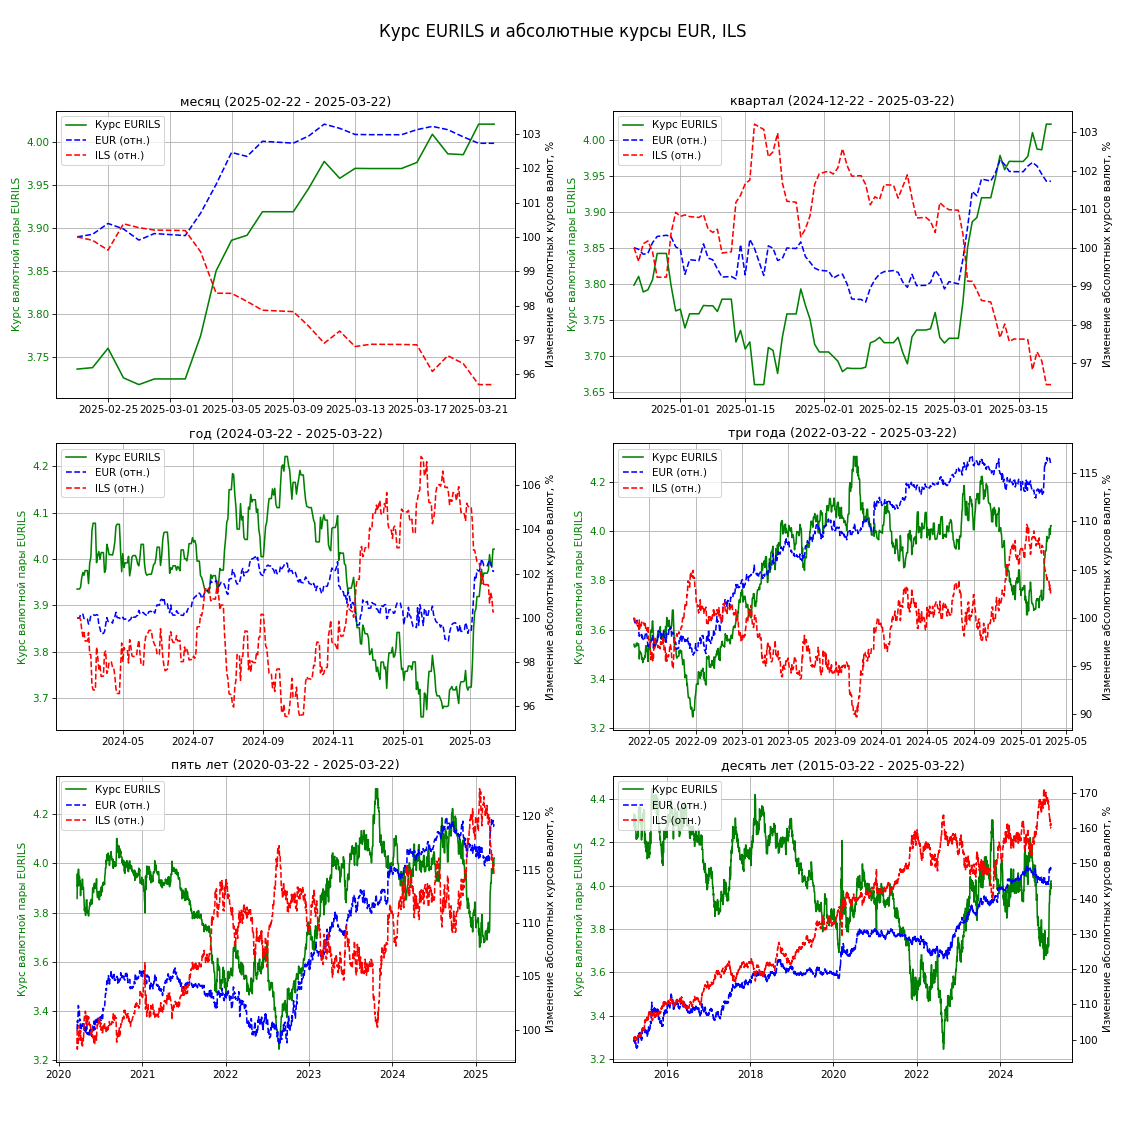 Курс EURILS и абсолютные курсы EUR, ILS
месяц (2025-02-22 - 2025-03-22)
Курс EURILS
EUR (отн.)
ILS (отн.)
Курс валютной пары EURILS
4.00
3.95
3.90
3.85
3.80
3.75
103
102
101
100
99
98
97
96
Изменение абсолютных курсов валют, %
2025-02-25 2025-03-01 2025-03-05 2025-03-09 2025-03-13 2025-03-17 2025-03-21
квартал (2024-12-22 - 2025-03-22)
Курс EURILS
EUR (отн.)
ILS (отн.)
Курс валютной пары EURILS
4.00
3.95
3.90
3.85
3.80
3.75
3.70
3.65
103
102
101
100
99
98
97
Изменение абсолютных курсов валют, %
2025-01-01 2025-01-15 2025-02-01 2025-02-15 2025-03-01 2025-03-15
год (2024-03-22 - 2025-03-22)
Курс EURILS
EUR (отн.)
ILS (отн.)
Курс валютной пары EURILS
4.2
4.1
4.0
3.9
3.8
3.7
106
104
102
100
98
96
Изменение абсолютных курсов валют, %
2024-05 2024-07 2024-09 2024-11 2025-01 2025-03
три года (2022-03-22 - 2025-03-22)
Курс EURILS
EUR (отн.)
ILS (отн.)
Курс валютной пары EURILS
4.2
4.0
3.8
3.6
3.4
3.2
115
110
105
100
95
90
Изменение абсолютных курсов валют, %
2022-05 2022-09 2023-01 2023-05 2023-09 2024-01 2024-05 2024-09 2025-01 2025-05
пять лет (2020-03-22 - 2025-03-22)
Курс EURILS
EUR (отн.)
ILS (отн.)
Курс валютной пары EURILS
4.2
4.0
3.8
3.6
3.4
3.2
120
115
110
105
100
Изменение абсолютных курсов валют, %
2020 2021 2022 2023 2024 2025
десять лет (2015-03-22 - 2025-03-22)
Курс EURILS
EUR (отн.)
ILS (отн.)
Курс валютной пары EURILS
4.4
4.2
4.0
3.8
3.6
3.4
3.2
170
160
150
140
130
120
110
100
Изменение абсолютных курсов валют, %
2016 2018 2020 2022 2024